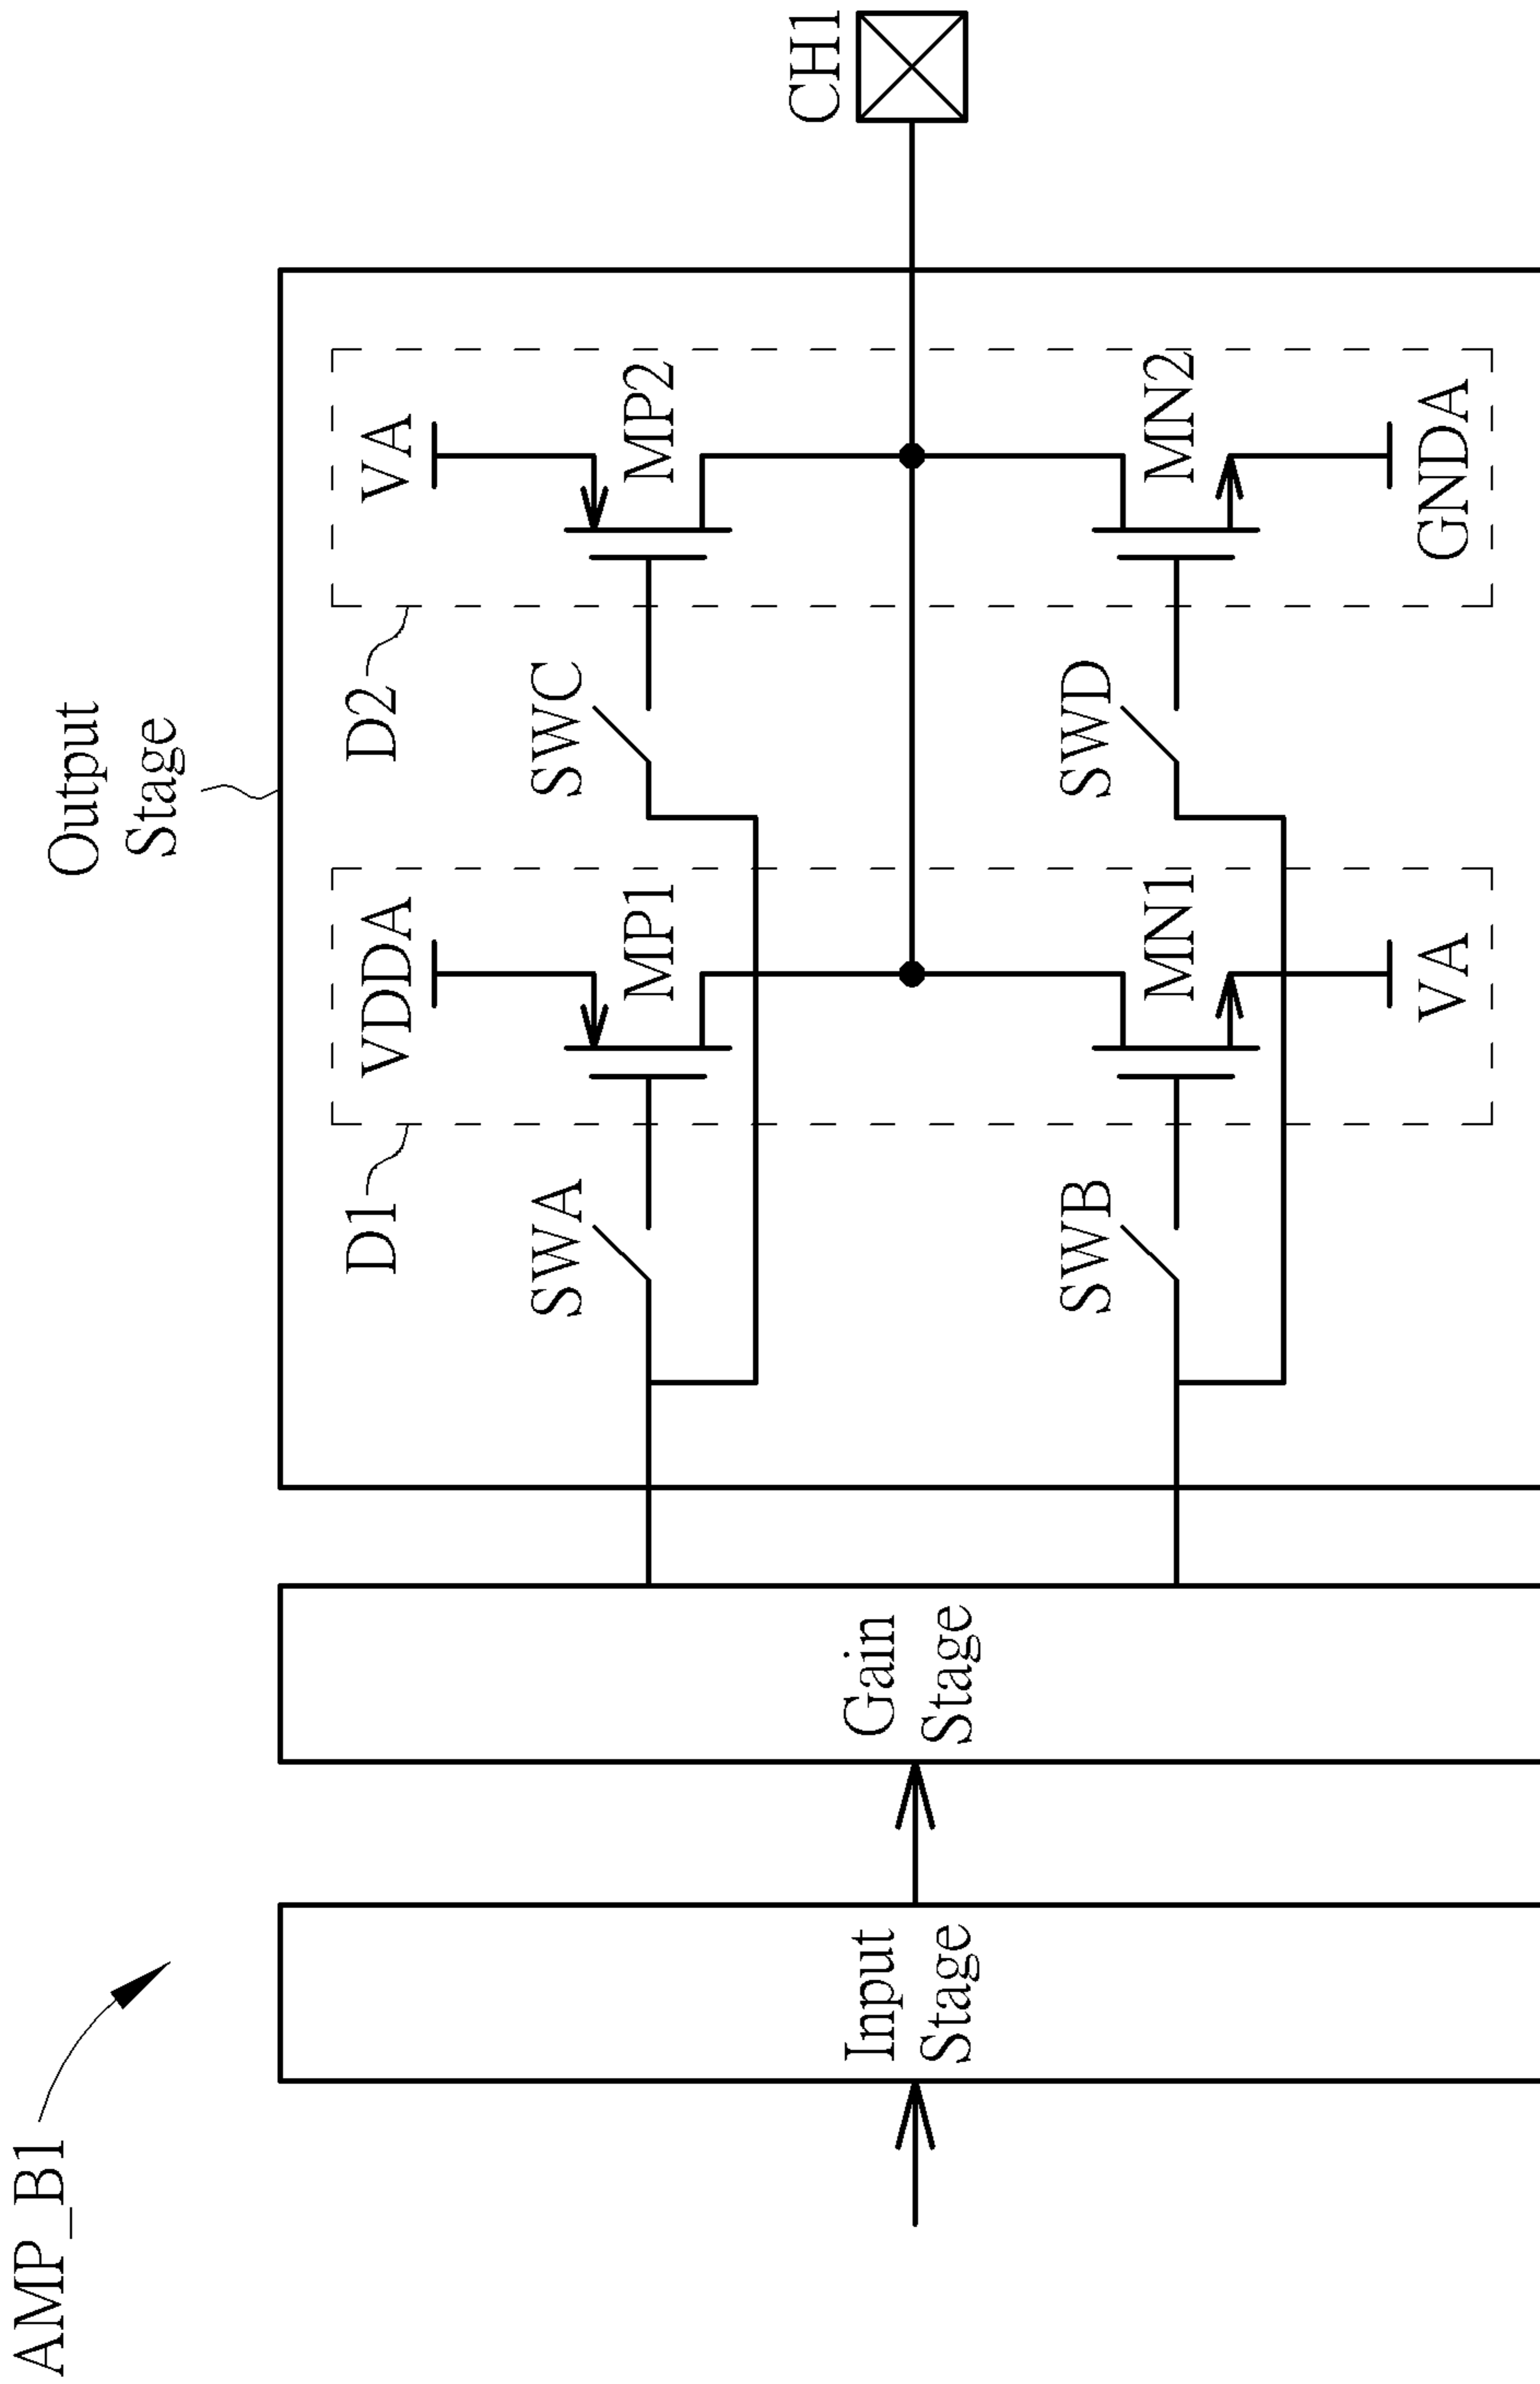 AMP_B1
Input
Stage
Gain
Stage
Output
Stage
D1
VDDA
SWA
MP1
SWB
MN1
VA
D2
VA
SWC
MP2
SWD
MN2
GNDA
CH1